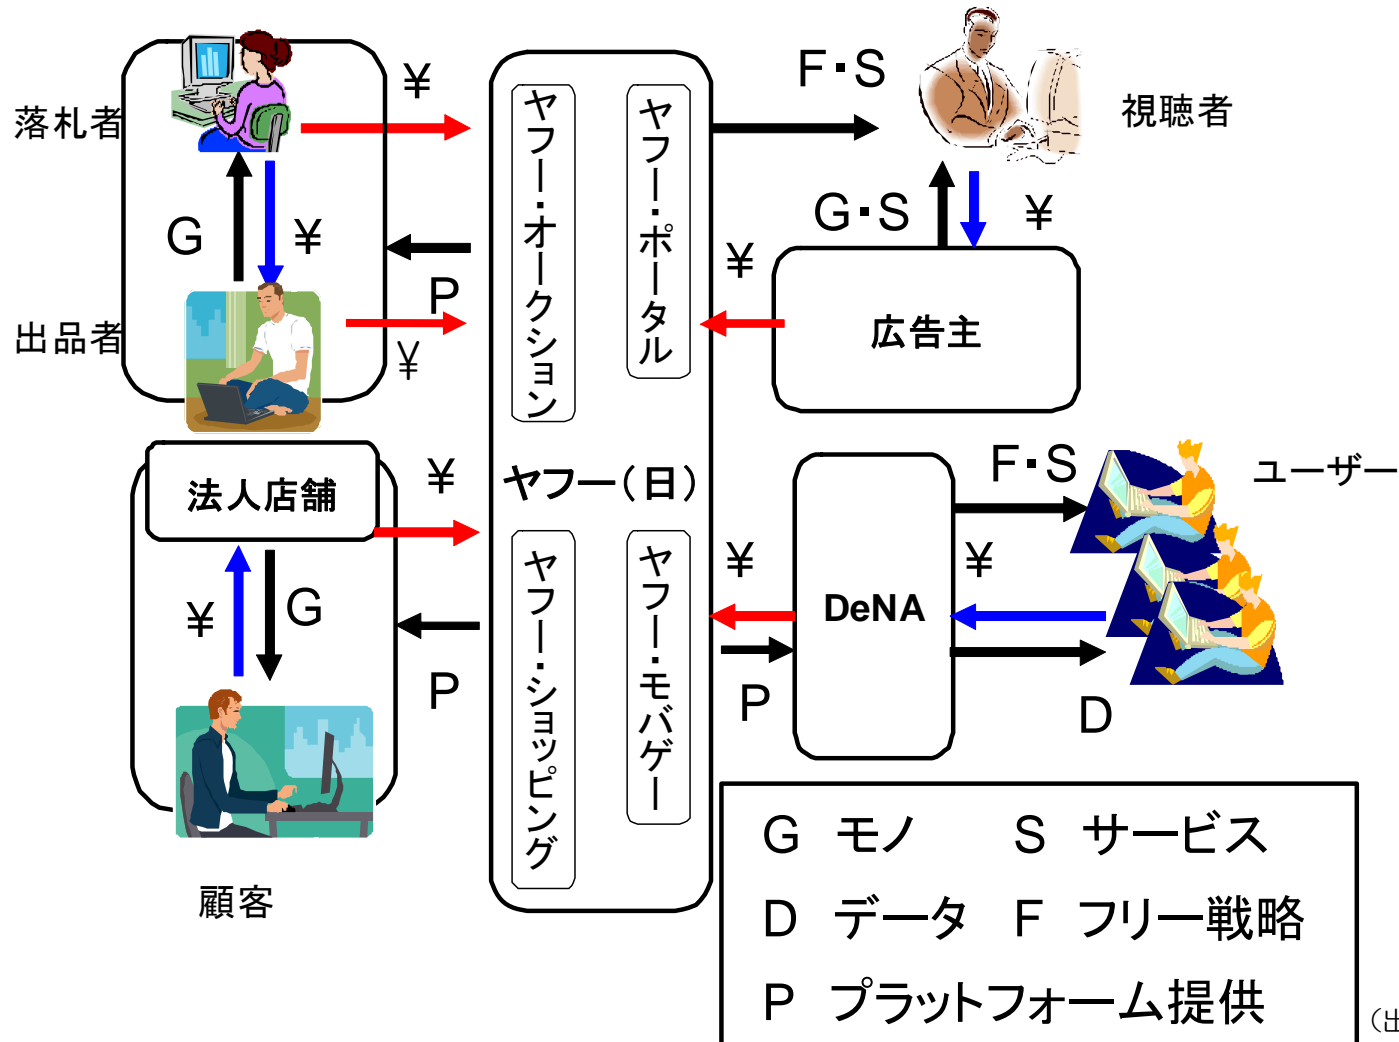 落札者
¥
G
¥
P
出品者
¥
ヤフー・オークション
ヤフー・ポータル
F・S
視聴者
G・S
¥
¥
広告主
法人店舗
¥
ヤフー（日）
¥
G
P
顧客
ヤフー・ショッピング
ヤフー・モバゲー
¥
P
DeNA
F・S
ユーザー
¥
D
G モノ S サービス
D データ F フリー戦略
P プラットフォーム提供
（出